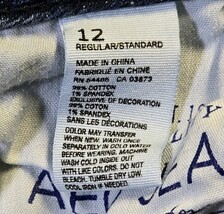 12
REGULAR/STANDARD
MADE IN CHINA
FABRIQUÉ EN CHINE
RN 54485 CA 03873
99% COTTON
1% SPANDEX
EXCLUSIVE OF DECORATION
99% COTON
1% SPANDEX
SANS LES DÉCORATIONS
COLOR MAY TRANSFER
WHEN NEW. WASH ONCE
SEPARATELY IN COLD WATER
BEFORE WEARING. MACHINE
WASH COLD INSIDE OUT
WITH LIKE COLORS. DO NOT
BLEACH. TUMBLE DRY LOW.
COOL IRON IF NEEDED